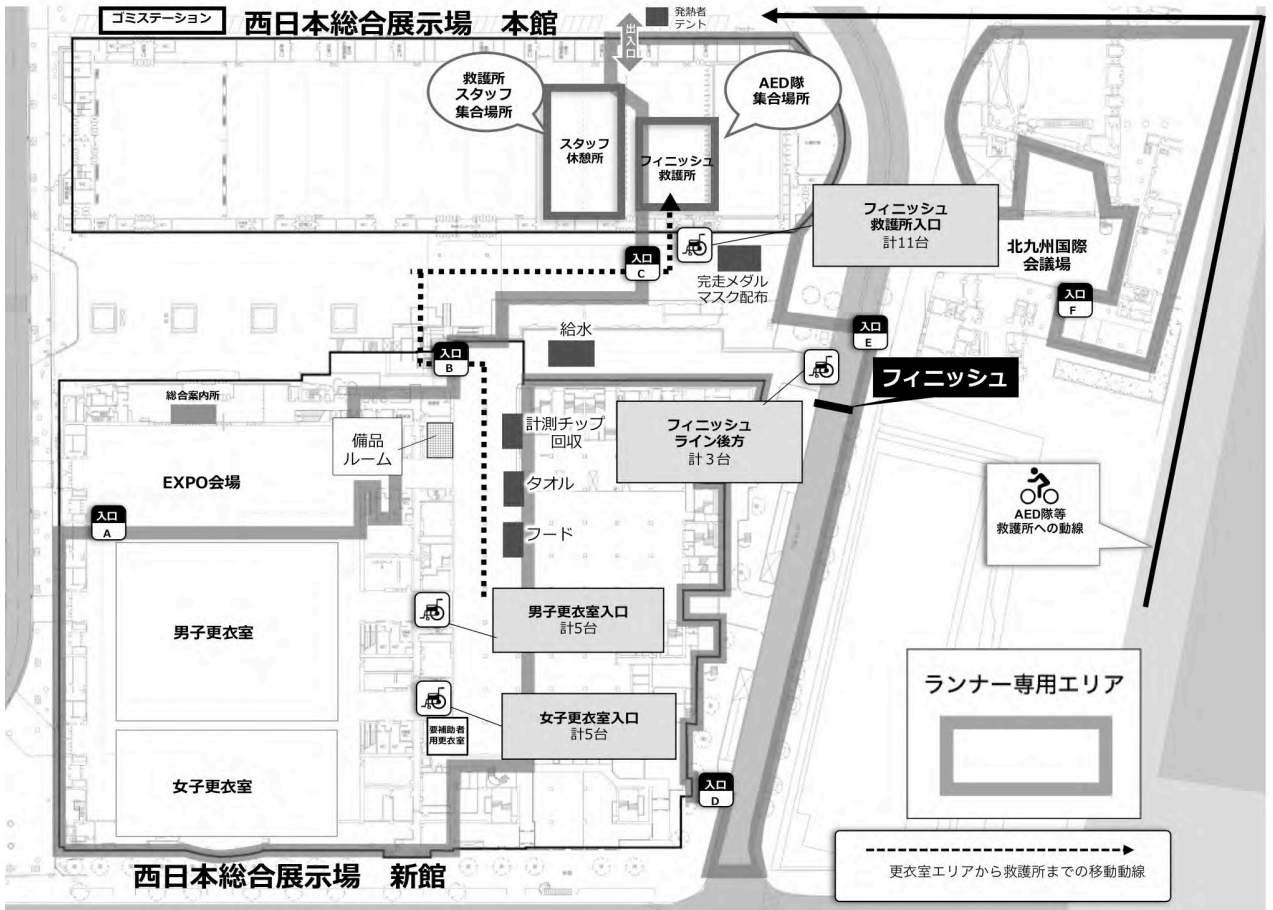 ゴミステーション
西日本総合展示場　本館
出入口
発熱者
テント
救護所
スタッフ
集合場所
AED隊
集合場所
スタッフ
休憩所
フィニッシュ
救護所
フィニッシュ
救護所入口
計11台
北九州国際
会議場
入口
C
完走メダル
マスク配布
入口
F
入口
E
給水
入口
B
フィニッシュ
総合案内所
備品
ルーム
計測チップ
回収
フィニッシュ
ライン後方
計３台
EXPO会場
タオル
入口
A
フード
AED隊等
救護所への動線
男子更衣室
男子更衣室入口
計5台
ランナー専用エリア
女子更衣室入口
計5台
要補助者
用更衣室
女子更衣室
入口
D
更衣室エリアから救護所までの移動動線
西日本総合展示場　新館